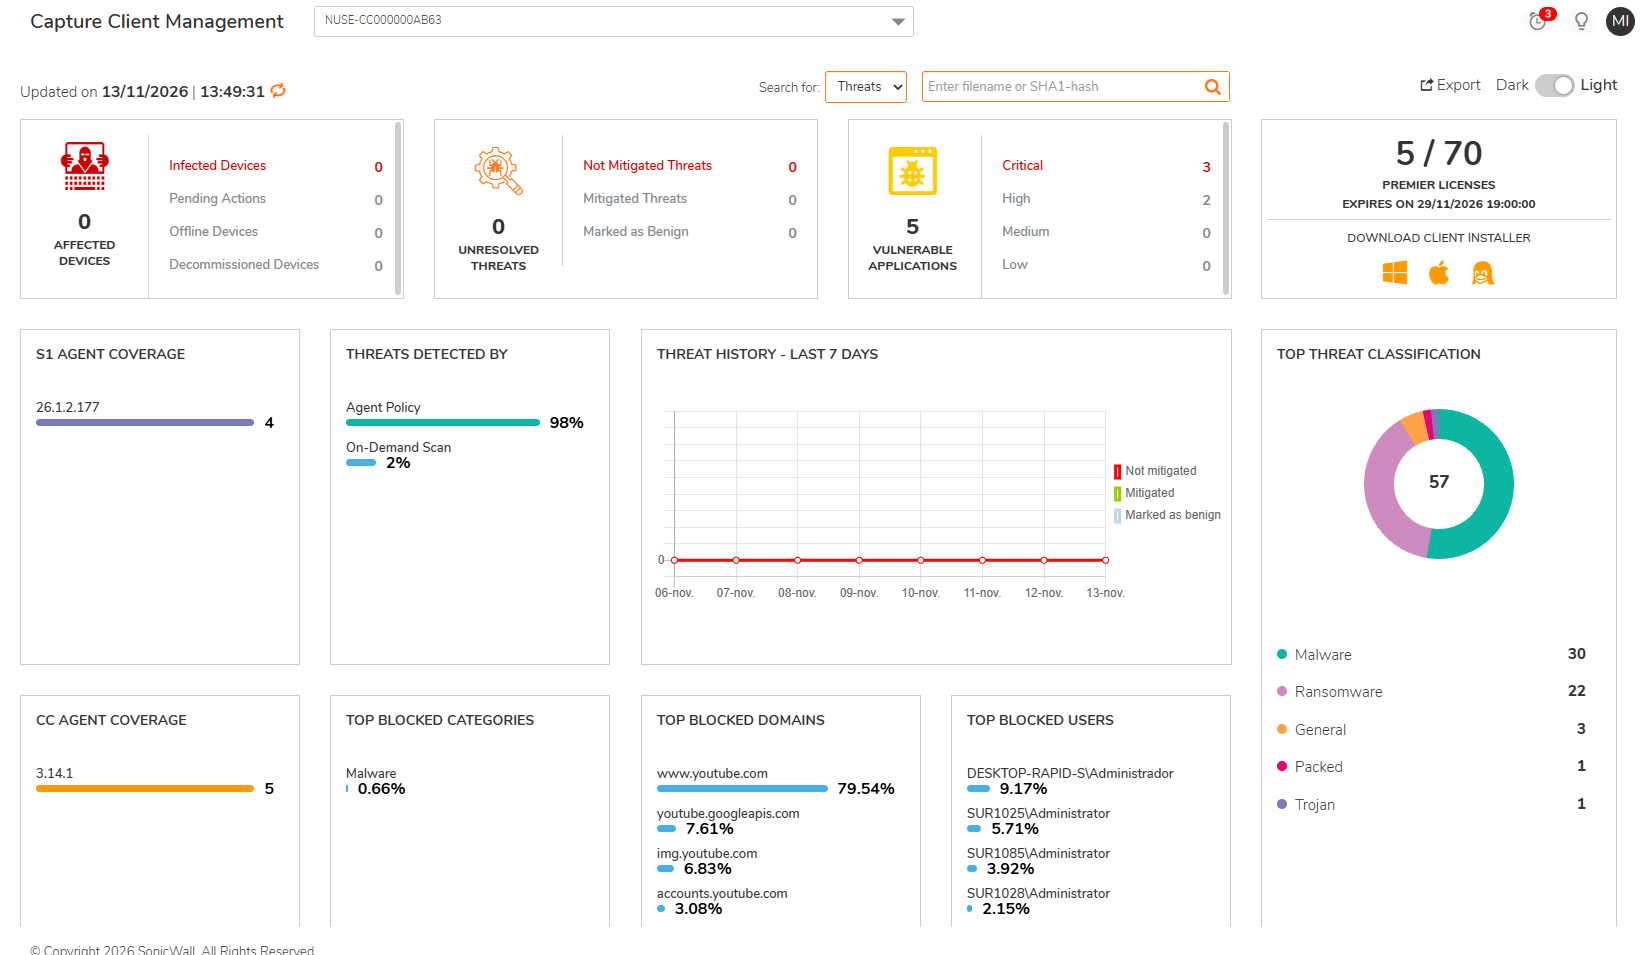 Capture Client Management
NUSE-CC000000AB63
3
MI
Updated on 13/11/2026 | 13:49:31
Search for:
Threats
Enter filename or SHA1-hash
Export
Dark
Light
0
AFFECTED
DEVICES
Infected Devices 0
Pending Actions 0
Offline Devices 0
Decommissioned Devices 0
0
UNRESOLVED
THREATS
Not Mitigated Threats 0
Mitigated Threats 0
Marked as Benign 0
5
VULNERABLE
APPLICATIONS
Critical 3
High 2
Medium 0
Low 0
5 / 70
PREMIER LICENSES
EXPIRES ON 29/11/2026 19:00:00
DOWNLOAD CLIENT INSTALLER
S1 AGENT COVERAGE
26.1.2.177
4
THREATS DETECTED BY
Agent Policy
98%
On-Demand Scan
2%
THREAT HISTORY - LAST 7 DAYS
0
06-nov. 07-nov. 08-nov. 09-nov. 10-nov. 11-nov. 12-nov. 13-nov.
Not mitigated
Mitigated
Marked as benign
TOP THREAT CLASSIFICATION
57
Malware 30
Ransomware 22
General 3
Packed 1
Trojan 1
CC AGENT COVERAGE
3.14.1
5
TOP BLOCKED CATEGORIES
Malware
0.66%
TOP BLOCKED DOMAINS
www.youtube.com
79.54%
youtube.googleapis.com
7.61%
img.youtube.com
6.83%
accounts.youtube.com
3.08%
TOP BLOCKED USERS
DESKTOP-RAPID-S\Administrador
9.17%
SUR1025\Administrator
5.71%
SUR1085\Administrator
3.92%
SUR1028\Administrator
2.15%
© Copyright 2026 SonicWall. All Rights Reserved